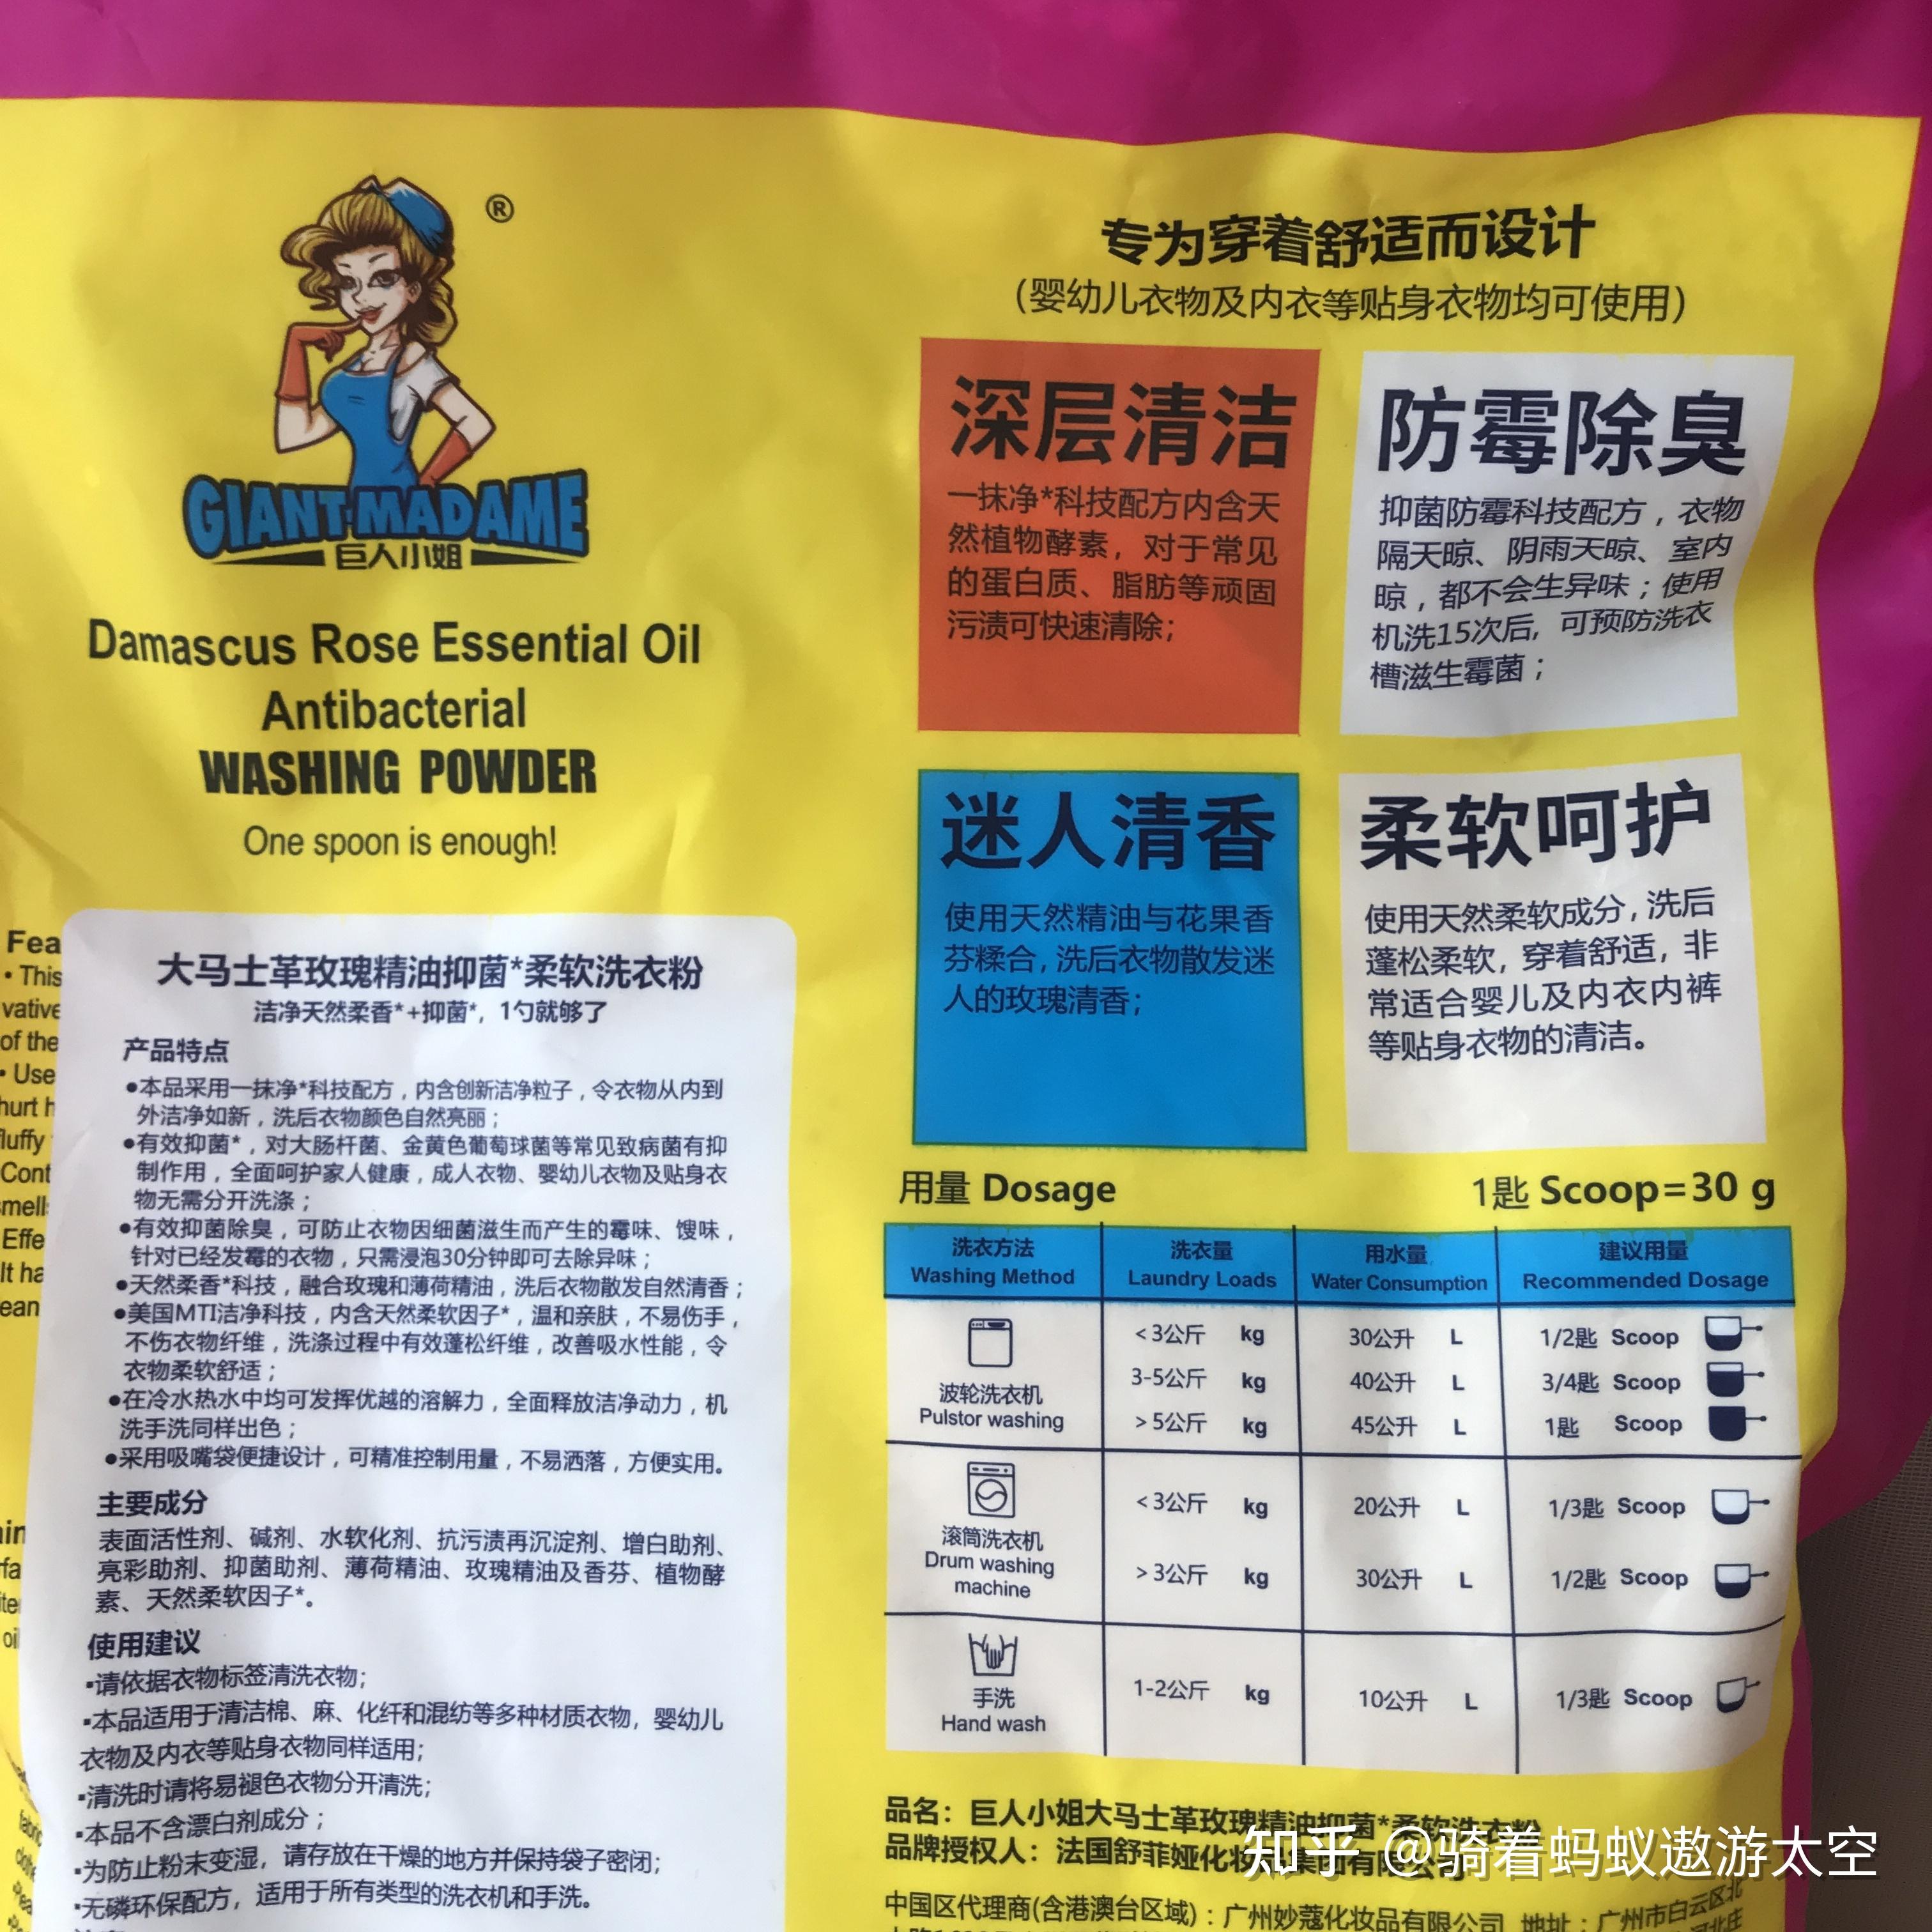 ®
GIANT MADAME
巨人小姐
Damascus Rose Essential Oil
Antibacterial
WASHING POWDER
One spoon is enough!
Fea
• This
vative
of the
• Use
hurt h
fluffy
Cont
smell
Effe
It ha
ean
大马士革玫瑰精油抑菌*柔软洗衣粉
洁净天然柔香*+抑菌*，1勺就够了
产品特点
●本品采用一抹净*科技配方，内含创新洁净粒子，令衣物从内到
外洁净如新，洗后衣物颜色自然亮丽；
●有效抑菌*，对大肠杆菌、金黄色葡萄球菌等常见致病菌有抑
制作用，全面呵护家人健康，成人衣物、婴幼儿衣物及贴身衣
物无需分开洗涤；
●有效抑菌除臭，可防止衣物因细菌滋生而产生的霉味、馊味，
针对已经发霉的衣物，只需浸泡30分钟即可去除异味；
●天然柔香*科技，融合玫瑰和薄荷精油，洗后衣物散发自然清香；
●美国MTI洁净科技，内含天然柔软因子*，温和亲肤，不易伤手，
不伤衣物纤维，洗涤过程中有效蓬松纤维，改善吸水性能，令
衣物柔软舒适；
●在冷水热水中均可发挥优越的溶解力，全面释放洁净动力，机
洗手洗同样出色；
●采用吸嘴袋便捷设计，可精准控制用量，不易洒落，方便实用。
主要成分
表面活性剂、碱剂、水软化剂、抗污渍再沉淀剂、增白助剂、
亮彩助剂、抑菌助剂、薄荷精油、玫瑰精油及香芬、植物酵
素、天然柔软因子*。
使用建议
▪请依据衣物标签清洗衣物；
▪本品适用于清洁棉、麻、化纤和混纺等多种材质衣物，婴幼儿
衣物及内衣等贴身衣物同样适用；
▪清洗时请将易褪色衣物分开清洗；
▪本品不含漂白剂成分；
▪为防止粉末变湿，请存放在干燥的地方并保持袋子密闭；
▪无磷环保配方，适用于所有类型的洗衣机和手洗。
专为穿着舒适而设计
（婴幼儿衣物及内衣等贴身衣物均可使用）
深层清洁
一抹净*科技配方内含天
然植物酵素，对于常见
的蛋白质、脂肪等顽固
污渍可快速清除；
防霉除臭
抑菌防霉科技配方，衣物
隔天晾、阴雨天晾、室内
晾，都不会生异味；使用
机洗15次后，可预防洗衣
槽滋生霉菌；
迷人清香
使用天然精油与花果香
芬糅合，洗后衣物散发迷
人的玫瑰清香；
柔软呵护
使用天然柔软成分，洗后
蓬松柔软，穿着舒适，非
常适合婴儿及内衣内裤
等贴身衣物的清洁。
用量 Dosage 1匙 Scoop=30 g
洗衣方法 洗衣量 用水量 建议用量
Washing Method Laundry Loads Water Consumption Recommended Dosage
<3公斤 kg 30公升 L 1/2匙 Scoop
3-5公斤 kg 40公升 L 3/4匙 Scoop
波轮洗衣机
Pulstor washing
>5公斤 kg 45公升 L 1匙 Scoop
<3公斤 kg 20公升 L 1/3匙 Scoop
滚筒洗衣机
Drum washing
machine
>3公斤 kg 30公升 L 1/2匙 Scoop
手洗
Hand wash
1-2公斤 kg 10公升 L 1/3匙 Scoop
品名：巨人小姐大马士革玫瑰精油抑菌*柔软洗衣粉
品牌授权人：法国舒菲娅化妆品集团有限公司
中国区代理商(含港澳台区域)：广州妙蔻化妆品有限公司 地址：广州市白云区北
知乎 @骑着蚂蚁遨游太空